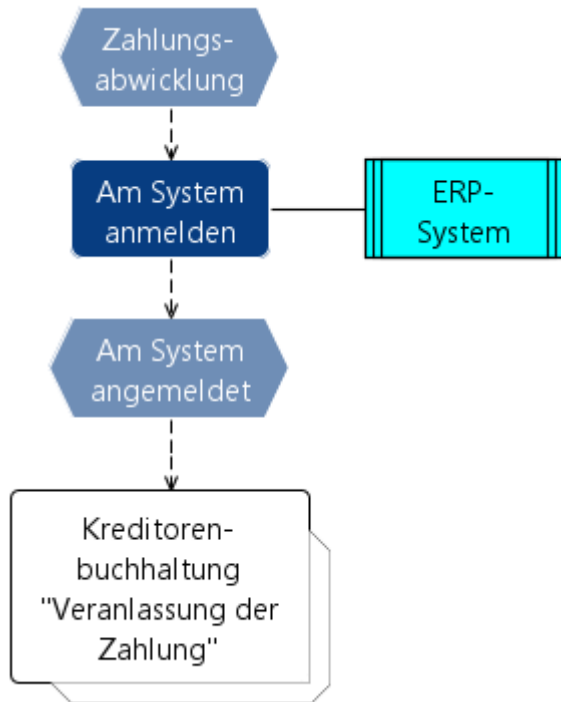 Zahlungs-
abwicklung
Am System
anmelden
ERP-
System
Am System
angemeldet
Kreditoren-
buchhaltung
"Veranlassung der
Zahlung"